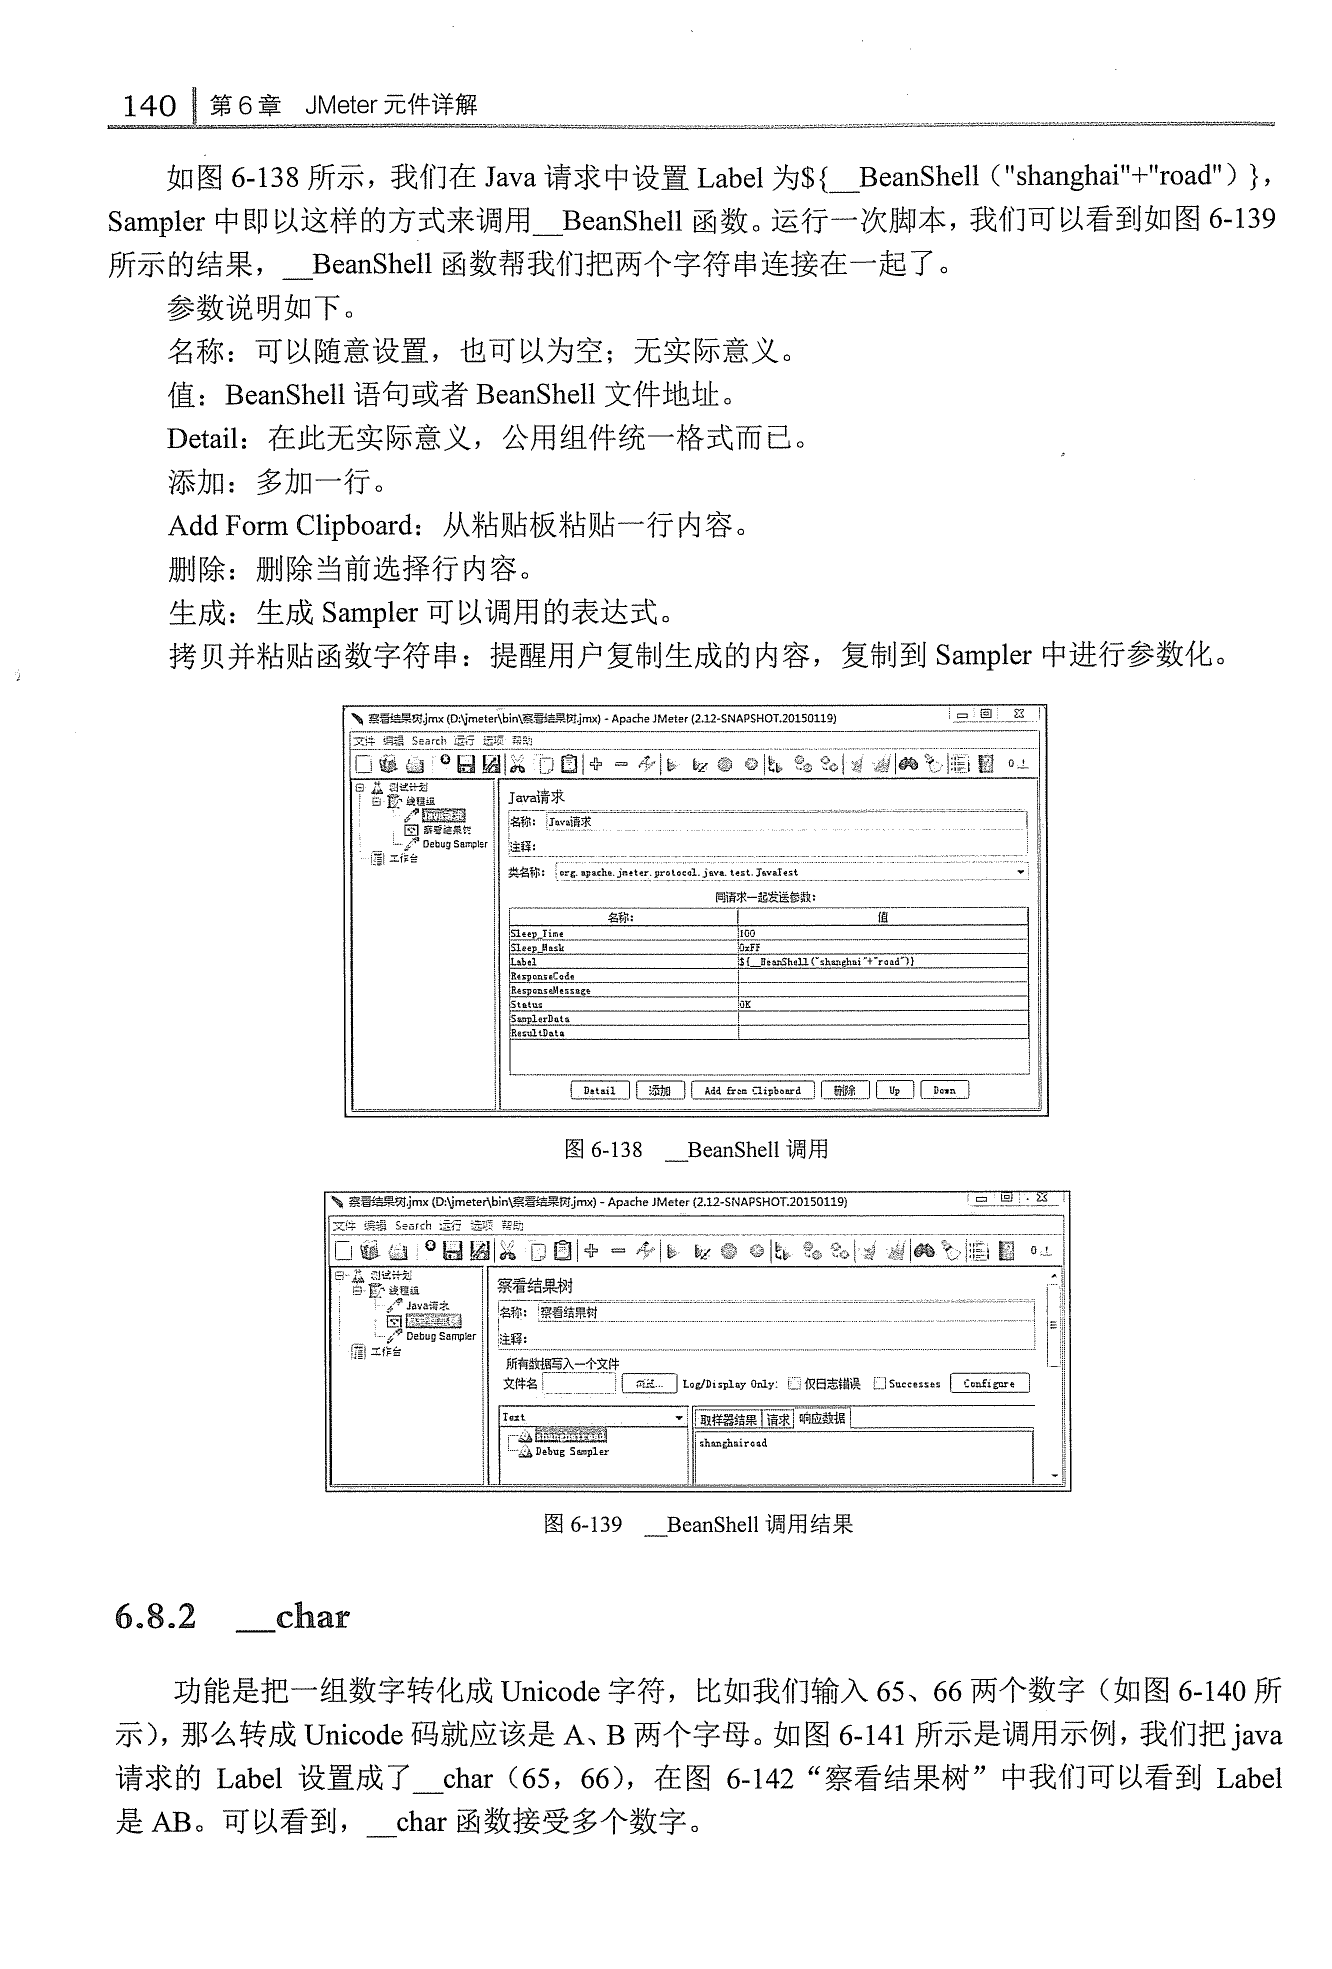 140 第6章 JMeter 元件详解
如图 6-138 所示，我们在 Java 请求中设置 Label 为${__BeanShell（"shanghai"+"road"）}，
Sampler 中即以这样的方式来调用__BeanShell 函数。运行一次脚本，我们可以看到如图 6-139
所示的结果，__BeanShell 函数帮我们把两个字符串连接在一起了。
参数说明如下。
名称：可以随意设置，也可以为空；无实际意义。
值：BeanShell 语句或者 BeanShell 文件地址。
Detail：在此无实际意义，公用组件统一格式而已。
添加：多加一行。
Add Form Clipboard：从粘贴板粘贴一行内容。
删除：删除当前选择行内容。
生成：生成 Sampler 可以调用的表达式。
拷贝并粘贴函数字符串：提醒用户复制生成的内容，复制到 Sampler 中进行参数化。
察看结果树.jmx (D:\jmeter\bin\察看结果树.jmx) - Apache JMeter (2.12-SNAPSHOT.20150119)
文件 编辑 Search 运行 选项 帮助
测试计划
线程组
察看结果树
Debug Sampler
工作台
Java请求
名称： Java请求
注释：
类名称： org.apache.jmeter.protocol.java.test.JavaTest
同请求一起发送参数：
名称： 值
Sleep_Time 100
Sleep_Mask 0xFF
Label ${__BeanShell("shanghai"+"road")}
ResponseCode
ResponseMessage
Status OK
SamplerData
ResultData
Detail 添加 Add from Clipboard 删除 Up Down
图 6-138 __BeanShell 调用
察看结果树.jmx (D:\jmeter\bin\察看结果树.jmx) - Apache JMeter (2.12-SNAPSHOT.20150119)
文件 编辑 Search 运行 选项 帮助
测试计划
线程组
Java请求
Debug Sampler
工作台
察看结果树
名称： 察看结果树
注释：
所有数据写入一个文件
文件名 浏览... Log/Display Only: 仅日志错误 Successes Configure
Text 取样器结果 请求 响应数据
shanghairoad
Debug Sampler
shanghairoad
图 6-139 __BeanShell 调用结果
6.8.2 __char
功能是把一组数字转化成 Unicode 字符，比如我们输入 65、66 两个数字（如图 6-140 所
示），那么转成 Unicode 码就应该是 A、B 两个字母。如图 6-141 所示是调用示例，我们把 java
请求的 Label 设置成了__char（65，66），在图 6-142“察看结果树”中我们可以看到 Label
是 AB。可以看到，__char 函数接受多个数字。